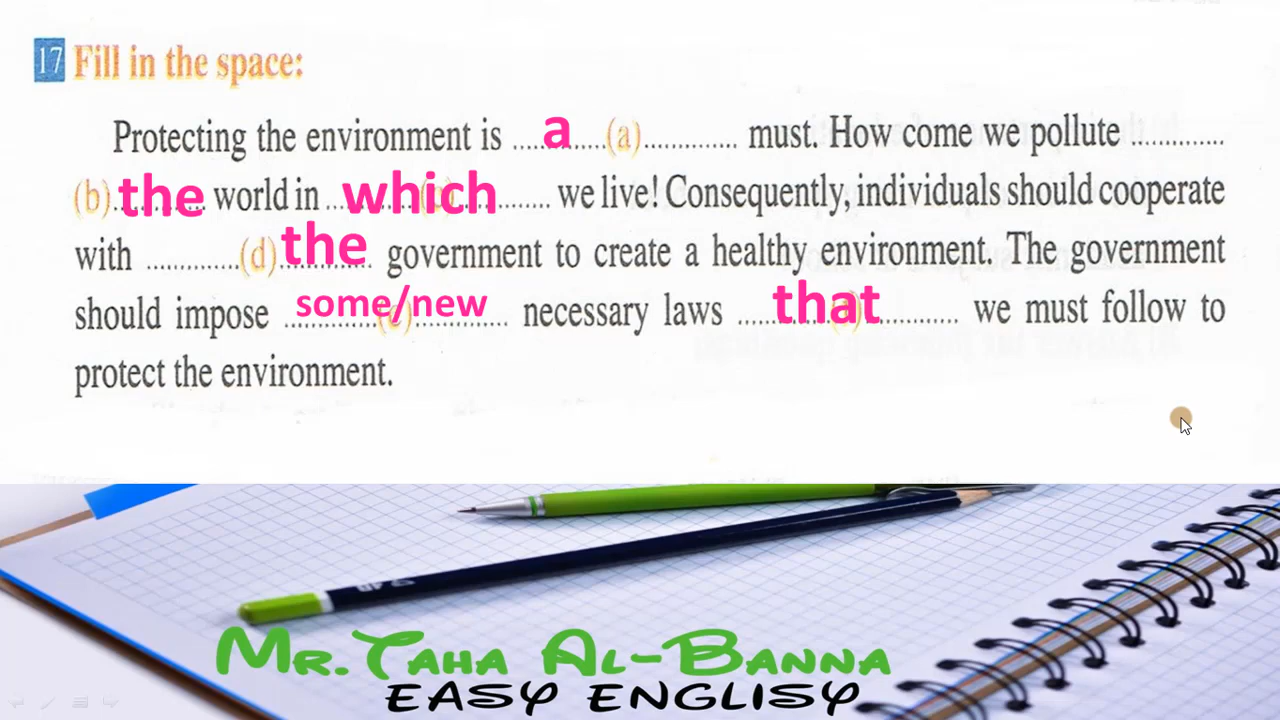 17 Fill in the space:
Protecting the environment is .......a....(a)............. must. How come we pollute .............
(b)..the.. world in ....which.... we live! Consequently, individuals should cooperate
with .............(d)..the.. government to create a healthy environment. The government
should impose ....some/new.... necessary laws ....that.... we must follow to
protect the environment.
Mr. Taha Al-Banna
EASY ENGLISY